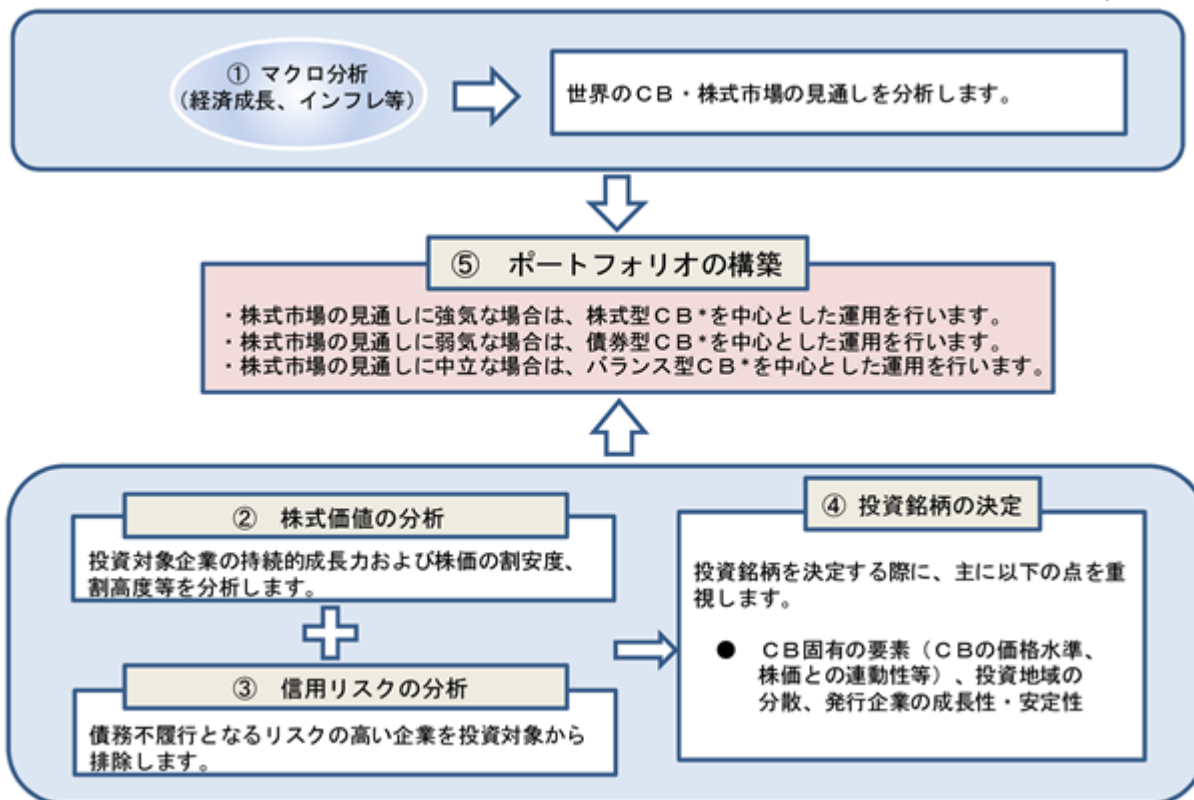 ① マクロ分析
(経済成長、インフレ等)
世界のCB・株式市場の見通しを分析します。
⑤ ポートフォリオの構築
・株式市場の見通しに強気な場合は、株式型CB*を中心とした運用を行います。
・株式市場の見通しに弱気な場合は、債券型CB*を中心とした運用を行います。
・株式市場の見通しに中立な場合は、バランス型CB*を中心とした運用を行います。
② 株式価値の分析
投資対象企業の持続的成長力および株価の割安度、
割高度等を分析します。
③ 信用リスクの分析
債務不履行となるリスクの高い企業を投資対象から
排除します。
④ 投資銘柄の決定
投資銘柄を決定する際に、主に以下の点を重
視します。
● CB固有の要素(CBの価格水準、
株価との連動性等)、投資地域の
分散、発行企業の成長性・安定性